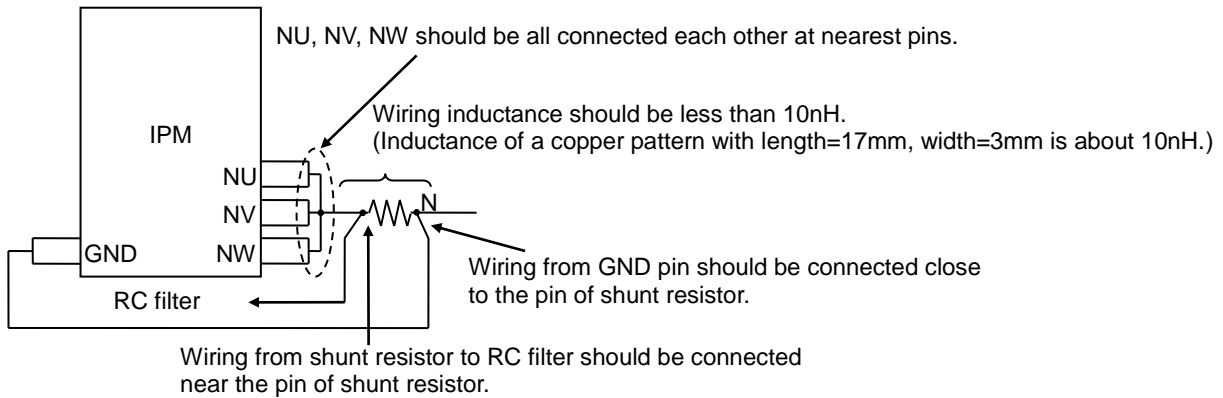 NU, NV, NW should be all connected each other at nearest pins.
Wiring inductance should be less than 10nH.
(Inductance of a copper pattern with length=17mm, width=3mm is about 10nH.)
IPM
NU
N
NV
GND
NW
Wiring from GND pin should be connected close
to the pin of shunt resistor.
RC filter
Wiring from shunt resistor to RC filter should be connected
near the pin of shunt resistor.